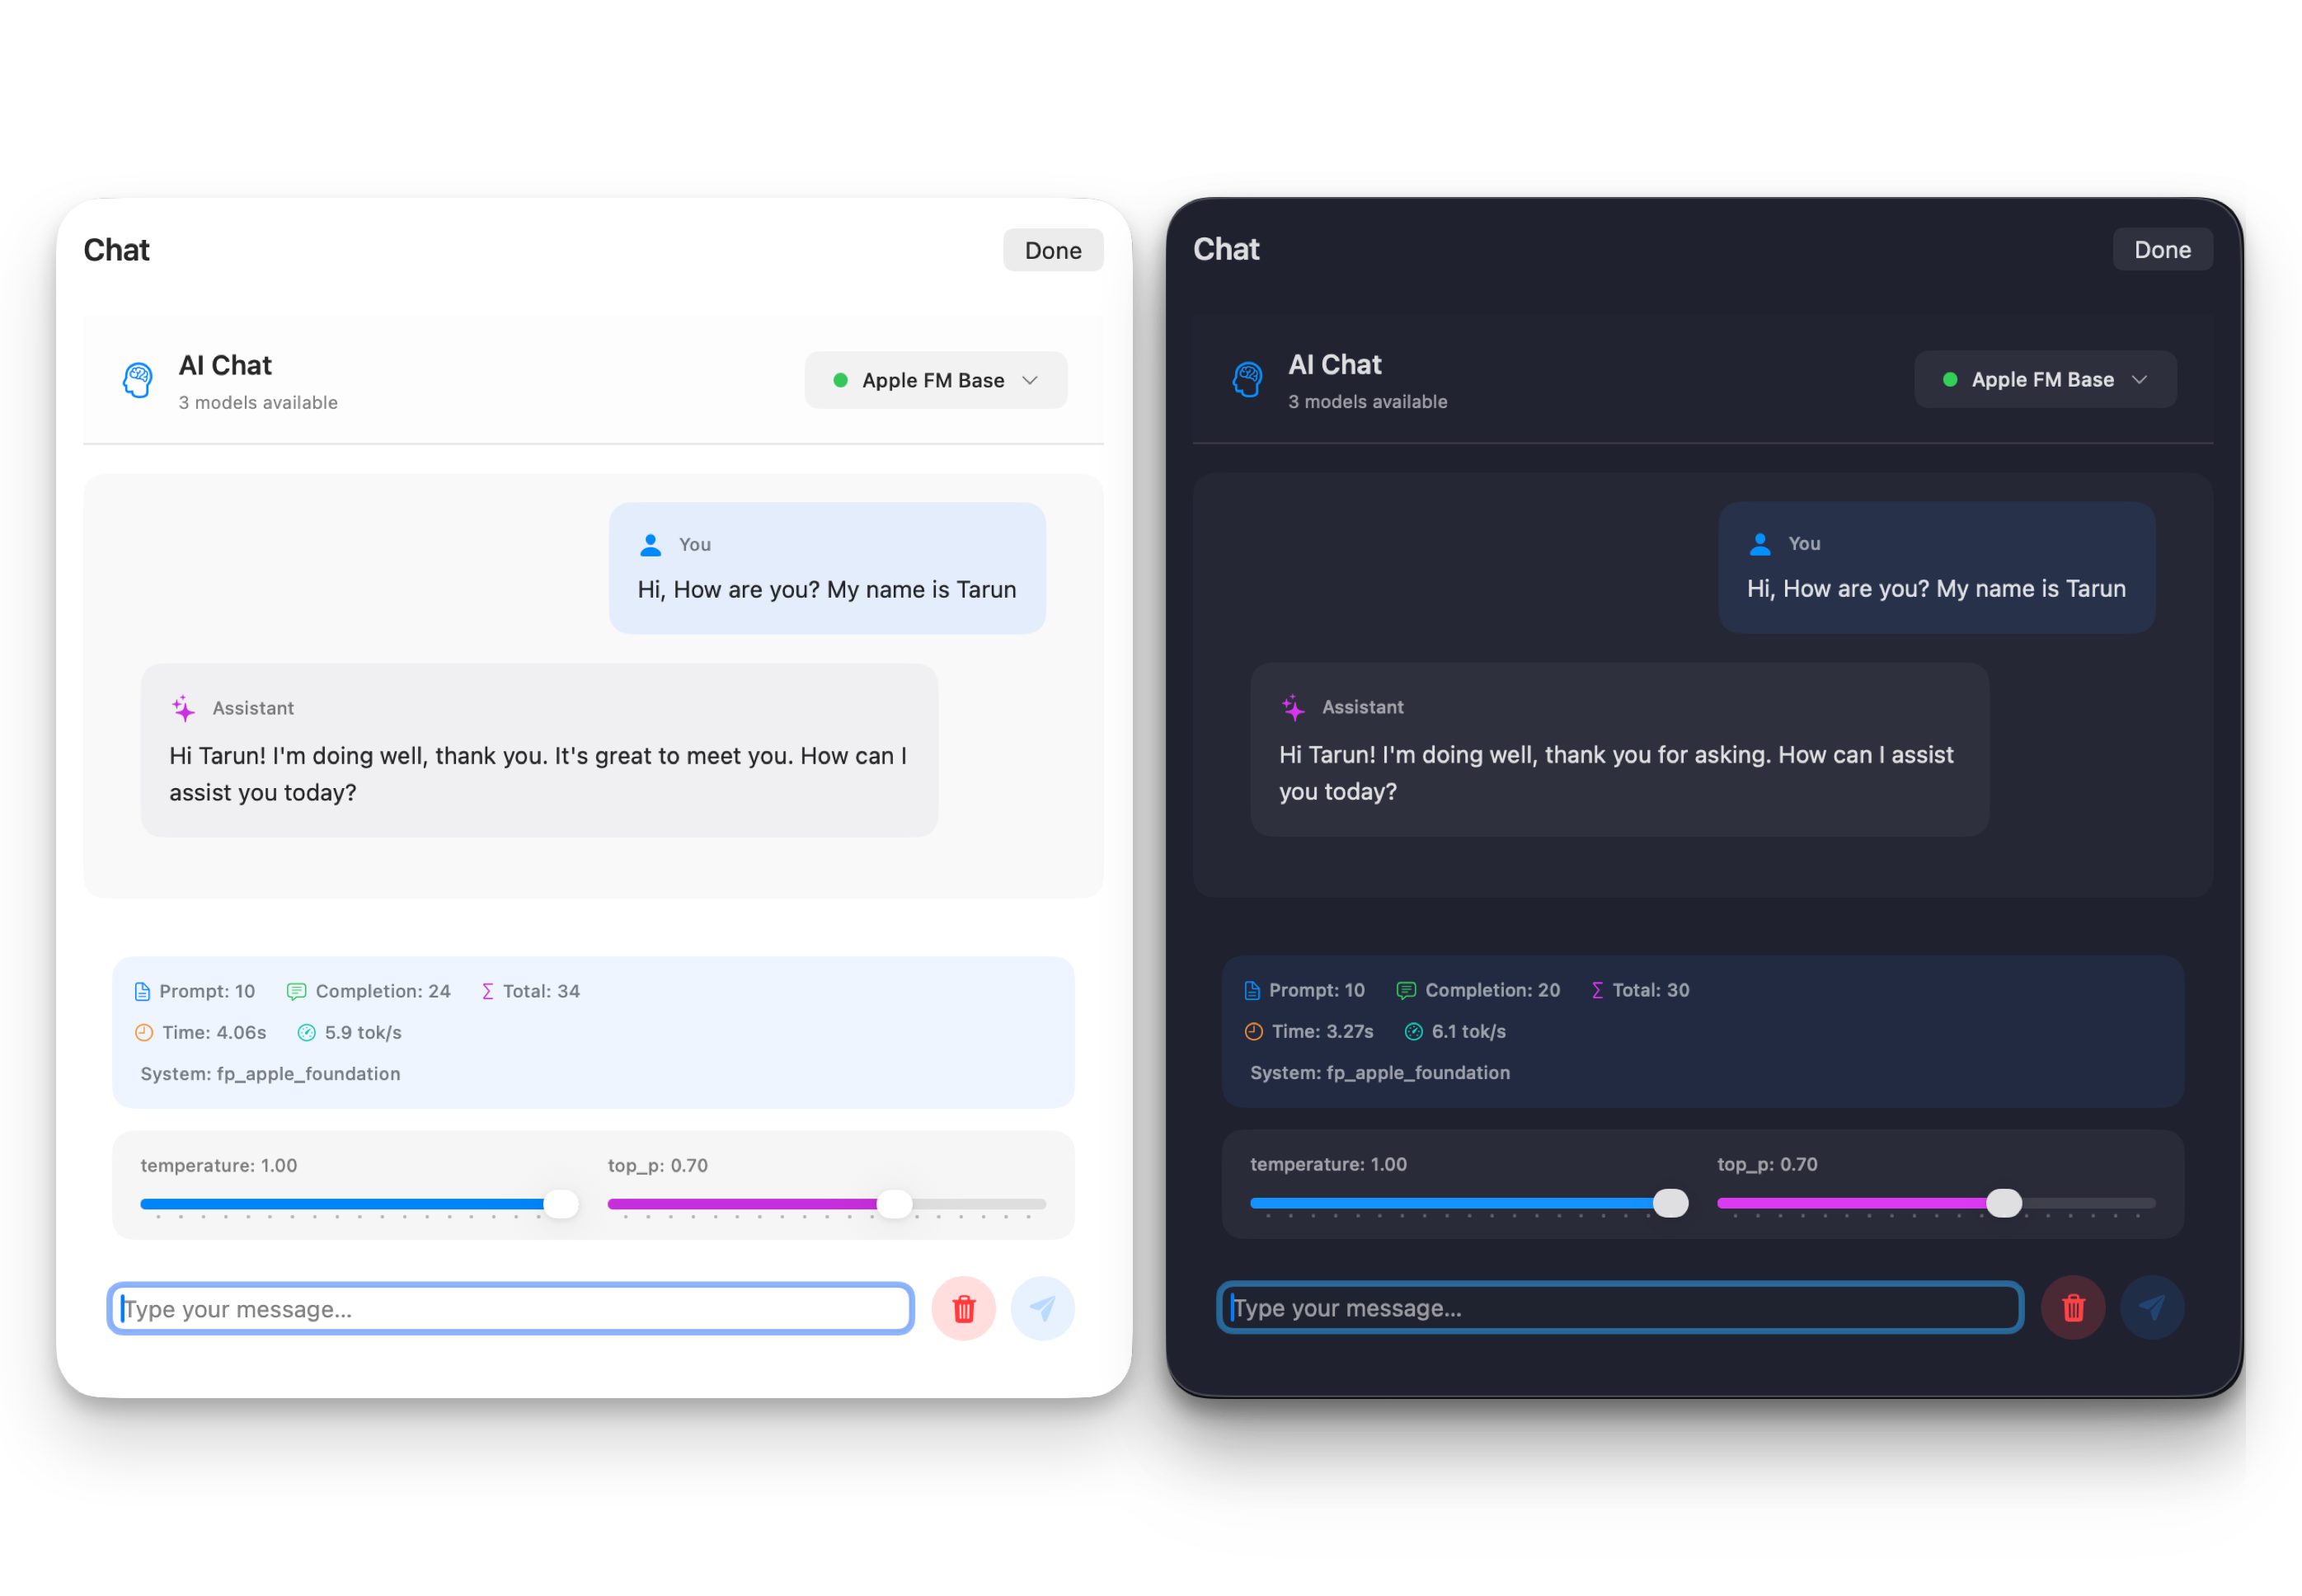 Chat
Done
AI Chat
3 models available
Apple FM Base
You
Hi, How are you? My name is Tarun
Assistant
Hi Tarun! I'm doing well, thank you. It's great to meet you. How can I
assist you today?
Prompt: 10 Completion: 24 Total: 34
Time: 4.06s 5.9 tok/s
System: fp_apple_foundation
temperature: 1.00 top_p: 0.70
Type your message...
Chat
Done
AI Chat
3 models available
Apple FM Base
You
Hi, How are you? My name is Tarun
Assistant
Hi Tarun! I'm doing well, thank you for asking. How can I assist
you today?
Prompt: 10 Completion: 20 Total: 30
Time: 3.27s 6.1 tok/s
System: fp_apple_foundation
temperature: 1.00 top_p: 0.70
Type your message...